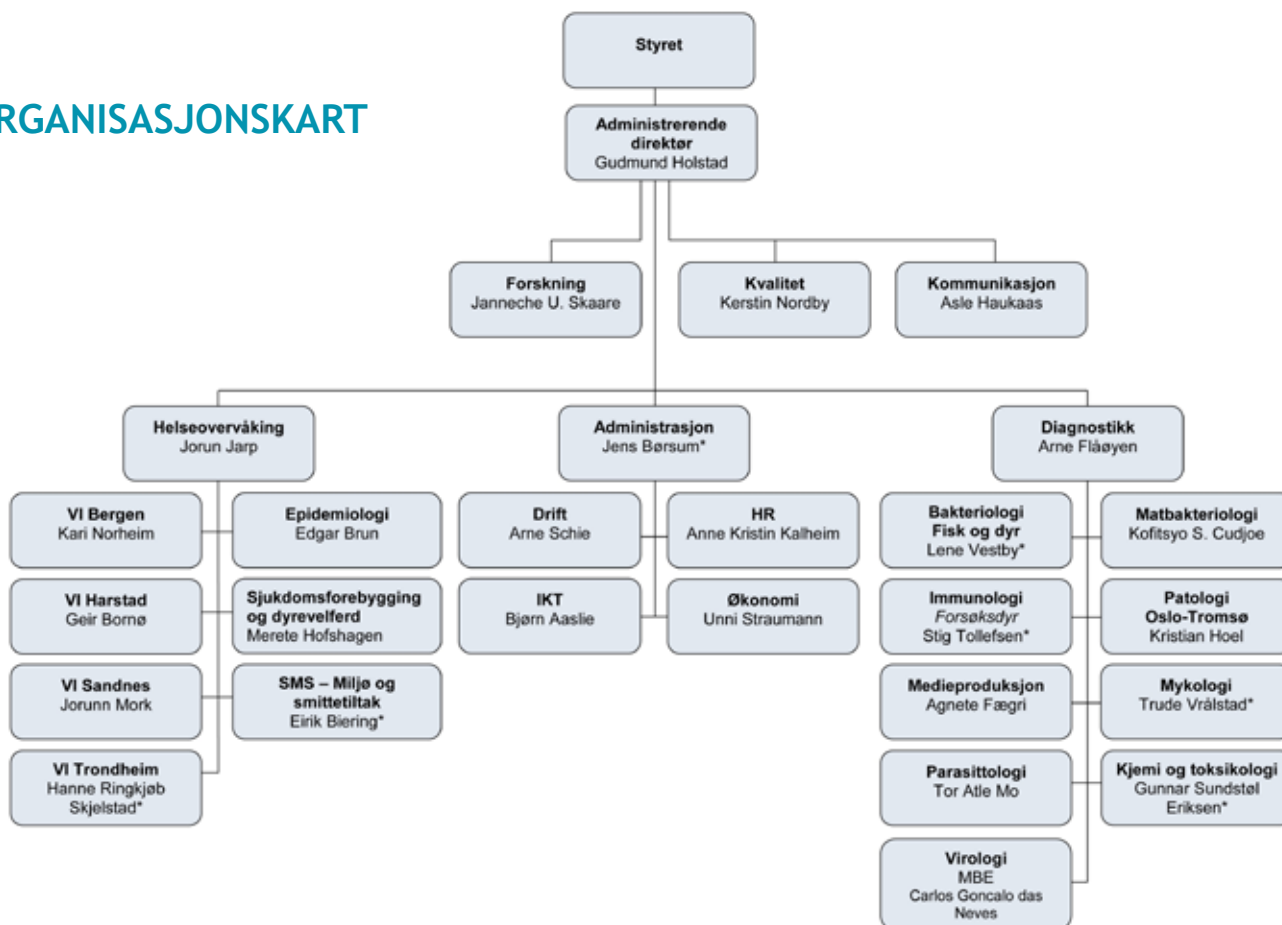 RGANISASJONSKART
Styret
Administrerende
direktør
Gudmund Holstad
Forskning
Janneche U. Skaare
Kvalitet
Kerstin Nordby
Kommunikasjon
Asle Haukaas
Helseovervåking
Jorun Jarp
Administrasjon
Jens Børsum*
Diagnostikk
Arne Flåøyen
VI Bergen
Kari Norheim
Epidemiologi
Edgar Brun
VI Harstad
Geir Bornø
Sjukdomsforebygging
og dyrevelferd
Merete Hofshagen
VI Sandnes
Jorunn Mork
SMS – Miljø og
smittetiltak
Eirik Biering*
VI Trondheim
Hanne Ringkjøb
Skjelstad*
Drift
Arne Schie
HR
Anne Kristin Kalheim
IKT
Bjørn Aaslie
Økonomi
Unni Straumann
Bakteriologi
Fisk og dyr
Lene Vestby*
Matbakteriologi
Kofitsyo S. Cudjoe
Immunologi
Forsøksdyr
Stig Tollefsen*
Patologi
Oslo-Tromsø
Kristian Hoel
Medieproduksjon
Agnete Fægri
Mykologi
Trude Vrålstad*
Parasittologi
Tor Atle Mo
Kjemi og toksikologi
Gunnar Sundstøl
Eriksen*
Virologi
MBE
Carlos Goncalo das
Neves